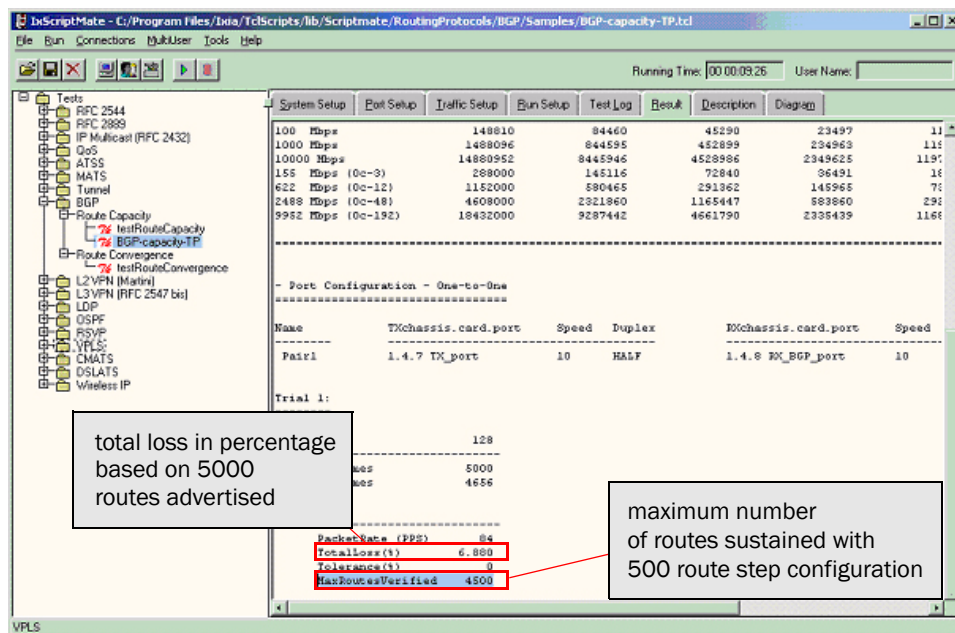 IxScriptMate - C:/Program Files/Ixia/TclScripts/lib/Scriptmate/RoutingProtocols/BGP/Samples/BGP-capacity-TP.tcl
File Run Connections MultiUser Tools Help
Running Time: 00 00:09:26 User Name:
Tests
RFC 2544
RFC 2889
IP Multicast (RFC 2432)
QoS
ATSS
MATS
Tunnel
BGP
Route Capacity
testRouteCapacity
BGP-capacity-TP
Route Convergence
testRouteConvergence
L2 VPN (Martini)
L3 VPN (RFC 2547 bis)
LDP
OSPF
RSVP
VPLS
CMATS
DSLATS
Wireless IP
System Setup Port Setup Traffic Setup Run Setup Test Log Result Description Diagram
100 Mbps 148810 84460 45290 23497
1000 Mbps 1488096 844595 452899 234963
10000 Mbps 14880952 8445946 4528986 2349625
155 Mbps (Oc-3) 288000 145116 72840 36491
622 Mbps (Oc-12) 1152000 580465 291362 145965
2488 Mbps (Oc-48) 4608000 2321860 1165447 583860
9952 Mbps (Oc-192) 18432000 9287442 4661790 2335439
- Port Configuration - One-to-One
Name TXchassis.card.port Speed Duplex RXchassis.card.port Speed
Pair1 1.4.7 TX_port 10 HALF 1.4.8 RX_BGP_port 10
Trial 1:
128
5000
4656
PacketRate (PPS) 84
TotalLoss(%) 6.880
Tolerance(%) 0
MaxRoutesVerified 4500
total loss in percentage
based on 5000
routes advertised
maximum number
of routes sustained with
500 route step configuration
VPLS